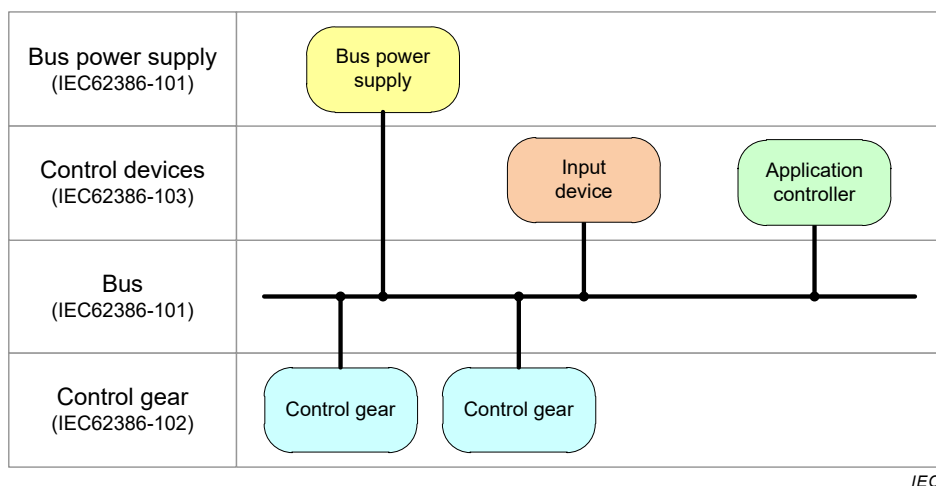 Bus power supply
(IEC62386-101)
Bus power
supply
Control devices
(IEC62386-103)
Input
device
Application
controller
Bus
(IEC62386-101)
Control gear
(IEC62386-102)
Control gear
Control gear
IEC